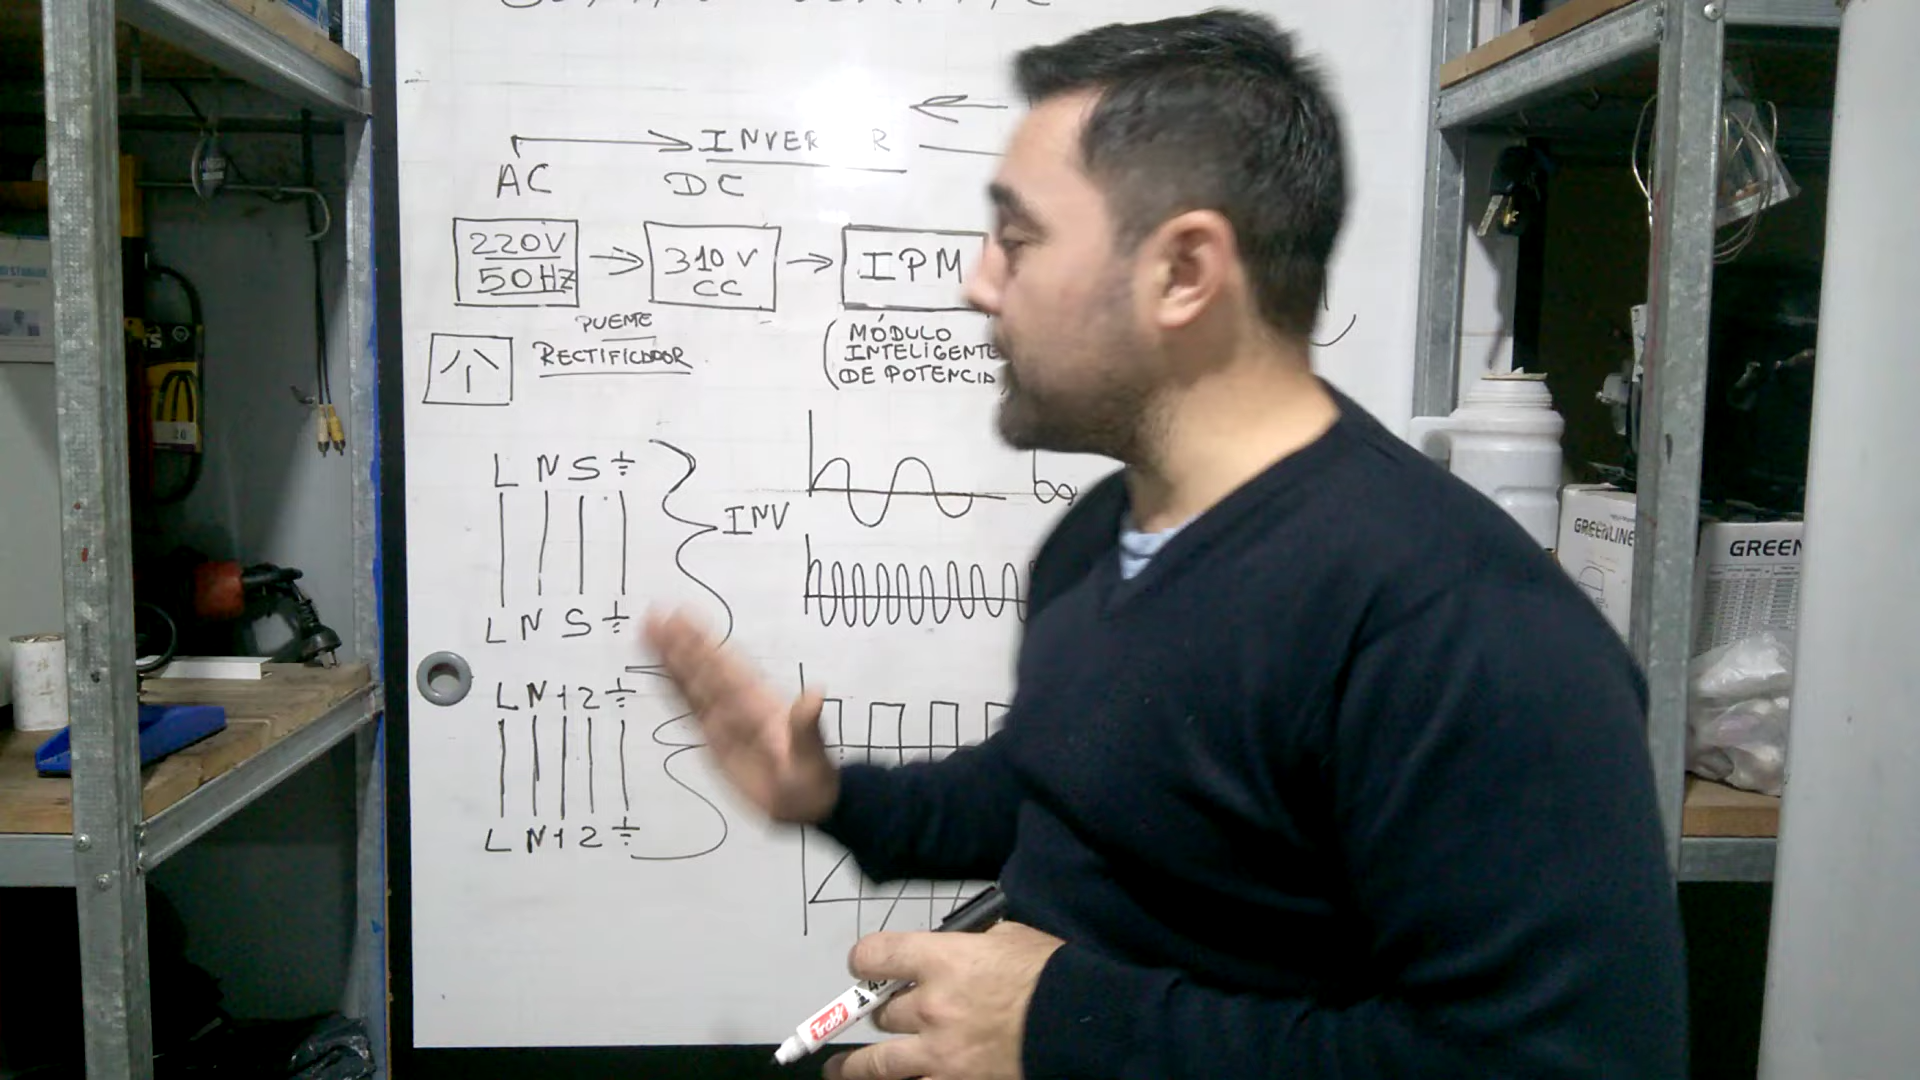 AC
INVER R
DC
220V
50Hz
310 V
CC
IPM
PUENTE
RECTIFICADOR
MÓDULO
INTELIGENTE
DE POTENCIA
L N S
INV
L N S
L N 1 2
L N 1 2
Trabi
GREENLINE
GREEN